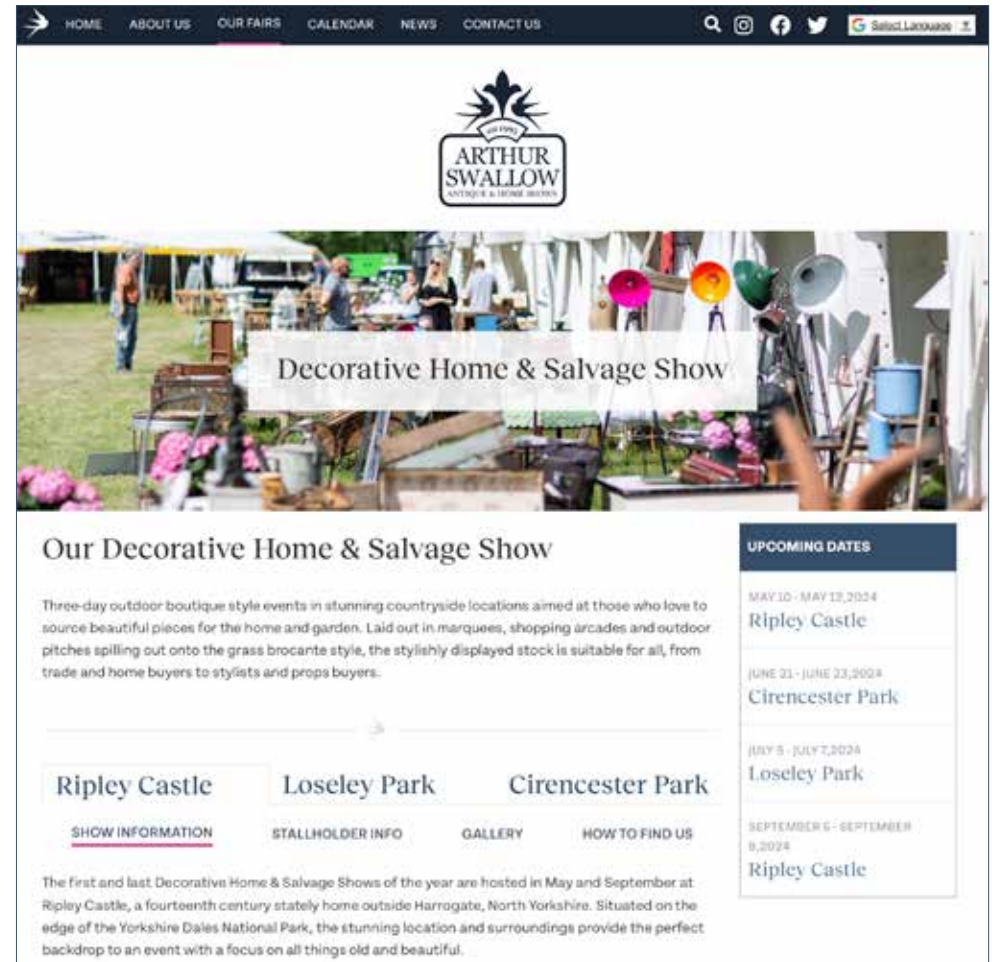 HOME ABOUT US OUR FAIRS CALENDAR NEWS CONTACT US
Select Language
EST 1993
ARTHUR
SWALLOW
ANTIQUE & HOME SHOWS
Decorative Home & Salvage Show
Our Decorative Home & Salvage Show
Three-day outdoor boutique style events in stunning countryside locations aimed at those who love to
source beautiful pieces for the home and garden. Laid out in marquees, shopping arcades and outdoor
pitches spilling out onto the grass brocante style, the stylishly displayed stock is suitable for all, from
trade and home buyers to stylists and props buyers.
Ripley Castle Loseley Park Cirencester Park
SHOW INFORMATION STALLHOLDER INFO GALLERY HOW TO FIND US
The first and last Decorative Home & Salvage Shows of the year are hosted in May and September at
Ripley Castle, a fourteenth century stately home outside Harrogate, North Yorkshire. Situated on the
edge of the Yorkshire Dales National Park, the stunning location and surroundings provide the perfect
backdrop to an event with a focus on all things old and beautiful.
UPCOMING DATES
MAY 10 - MAY 12, 2024
Ripley Castle
JUNE 21 - JUNE 23, 2024
Cirencester Park
JULY 5 - JULY 7, 2024
Loseley Park
SEPTEMBER 6 - SEPTEMBER
9, 2024
Ripley Castle